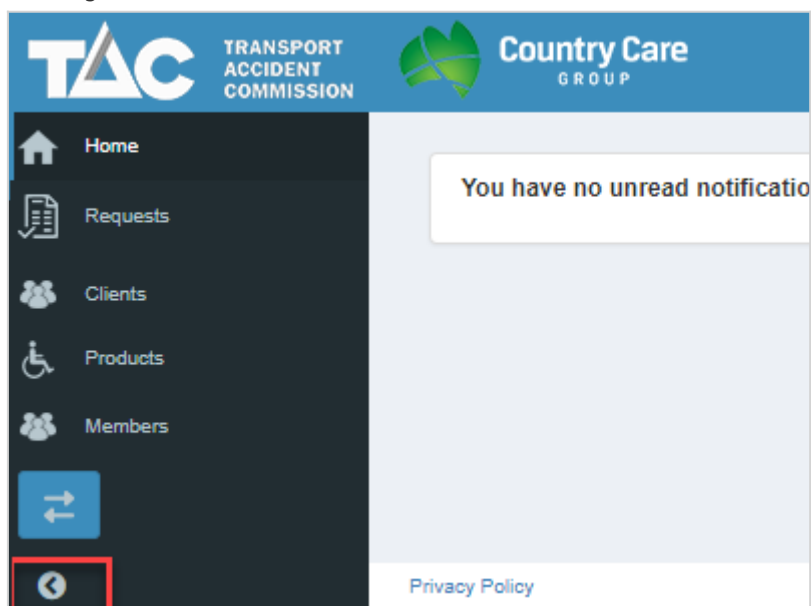 TAC
TRANSPORT
ACCIDENT
COMMISSION
Country Care
GROUP
Home
You have no unread notificatio
Requests
Clients
Products
Members
Privacy Policy